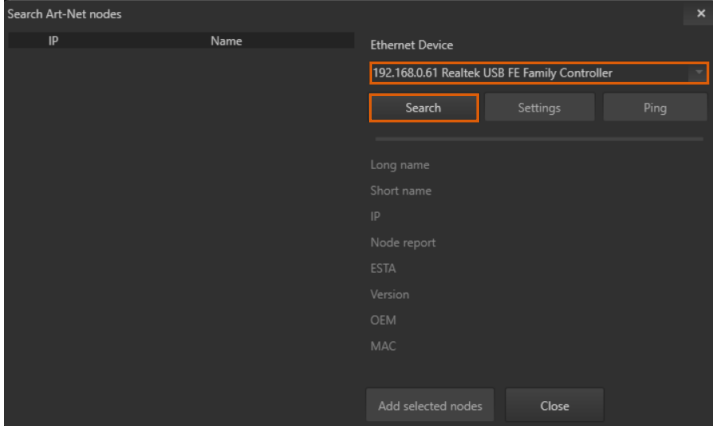 Search Art-Net nodes ×
IP Name
Ethernet Device
192.168.0.61 Realtek USB FE Family Controller
Search Settings Ping
Long name
Short name
IP
Node report
ESTA
Version
OEM
MAC
Add selected nodes Close